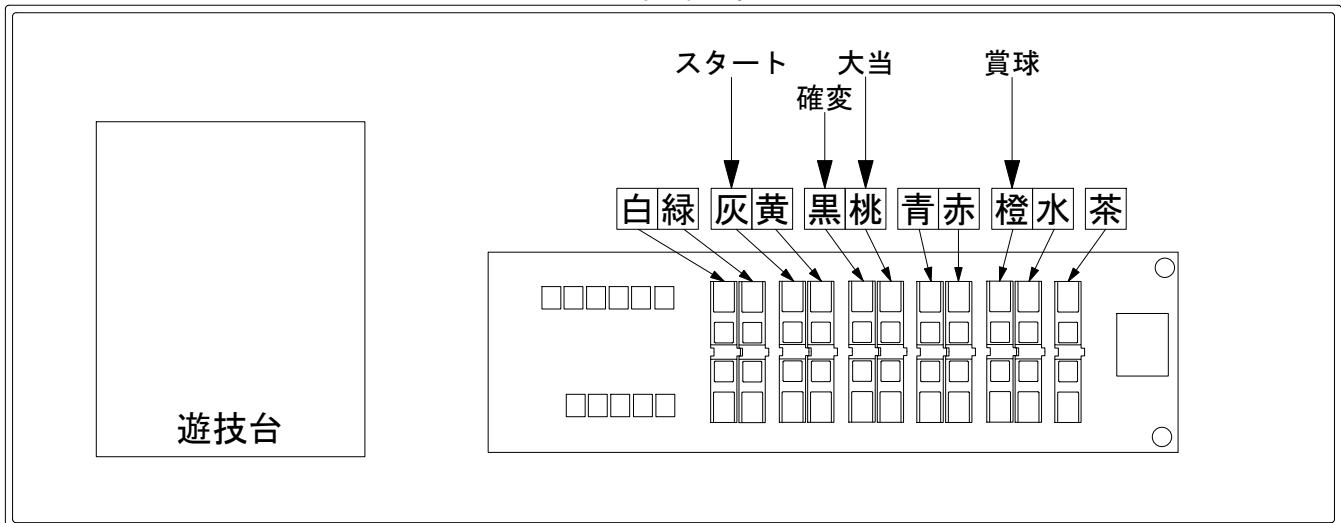 スタート 大当 賞球
確変
白 緑 灰 黄 黒 桃 青 赤 橙 水 茶
遊技台